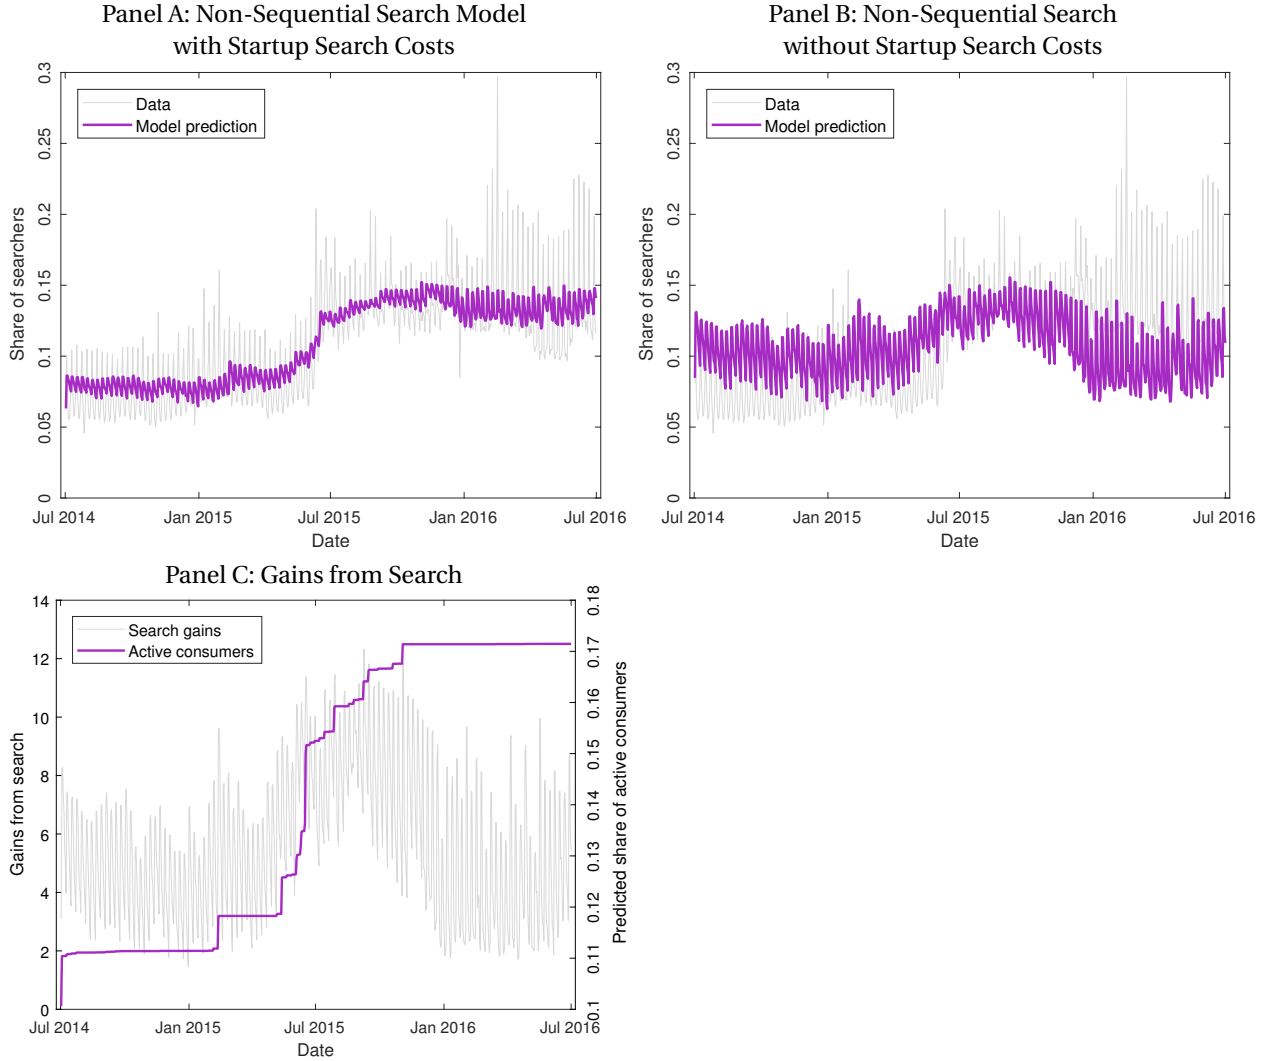 Panel A: Non-Sequential Search Model
with Startup Search Costs
Share of searchers
0.3
0.25
0.2
0.15
0.1
0.05
0
Data
Model prediction
Jul 2014
Jan 2015
Jul 2015
Jan 2016
Jul 2016
Date
Panel B: Non-Sequential Search
without Startup Search Costs
Share of searchers
0.3
0.25
0.2
0.15
0.1
0.05
0
Data
Model prediction
Jul 2014
Jan 2015
Jul 2015
Jan 2016
Jul 2016
Date
Panel C: Gains from Search
Gains from search
14
12
10
8
6
4
2
0
Search gains
Active consumers
0.18
0.17
0.16
0.15
0.14
0.13
0.12
0.11
0.1
Predicted share of active consumers
Jul 2014
Jan 2015
Jul 2015
Jan 2016
Jul 2016
Date